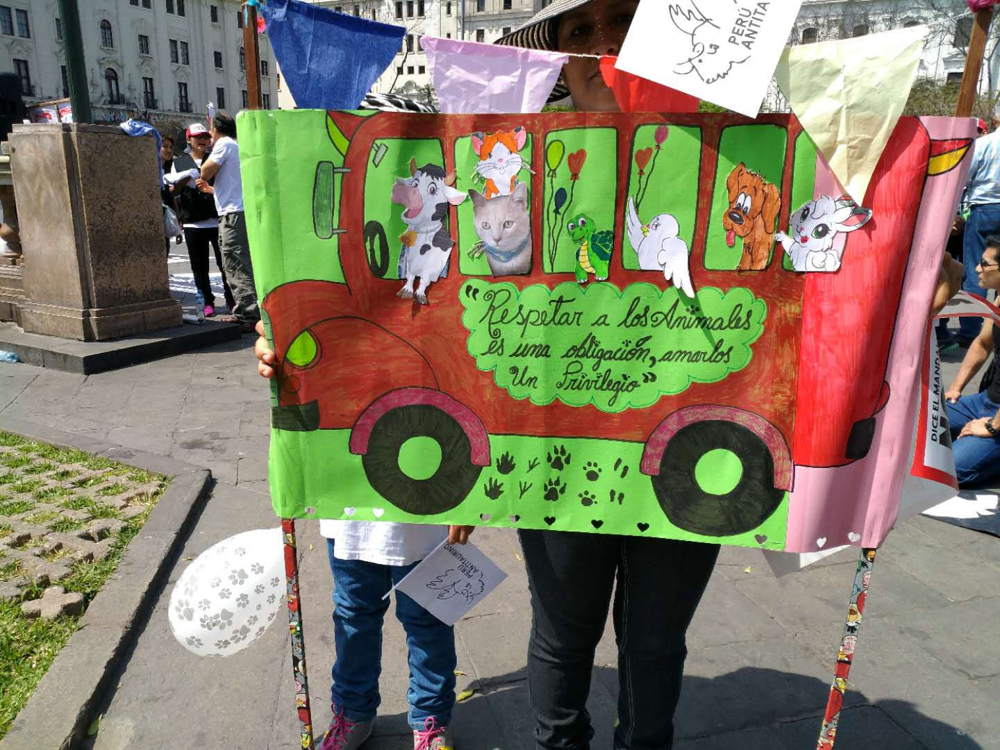 PERÚ
ANTITA
"Respetar a los Animales
es una obligación, amarlos
Un Privilegio"
DICE EL MANDA
PERÚ
ANTITAURINO